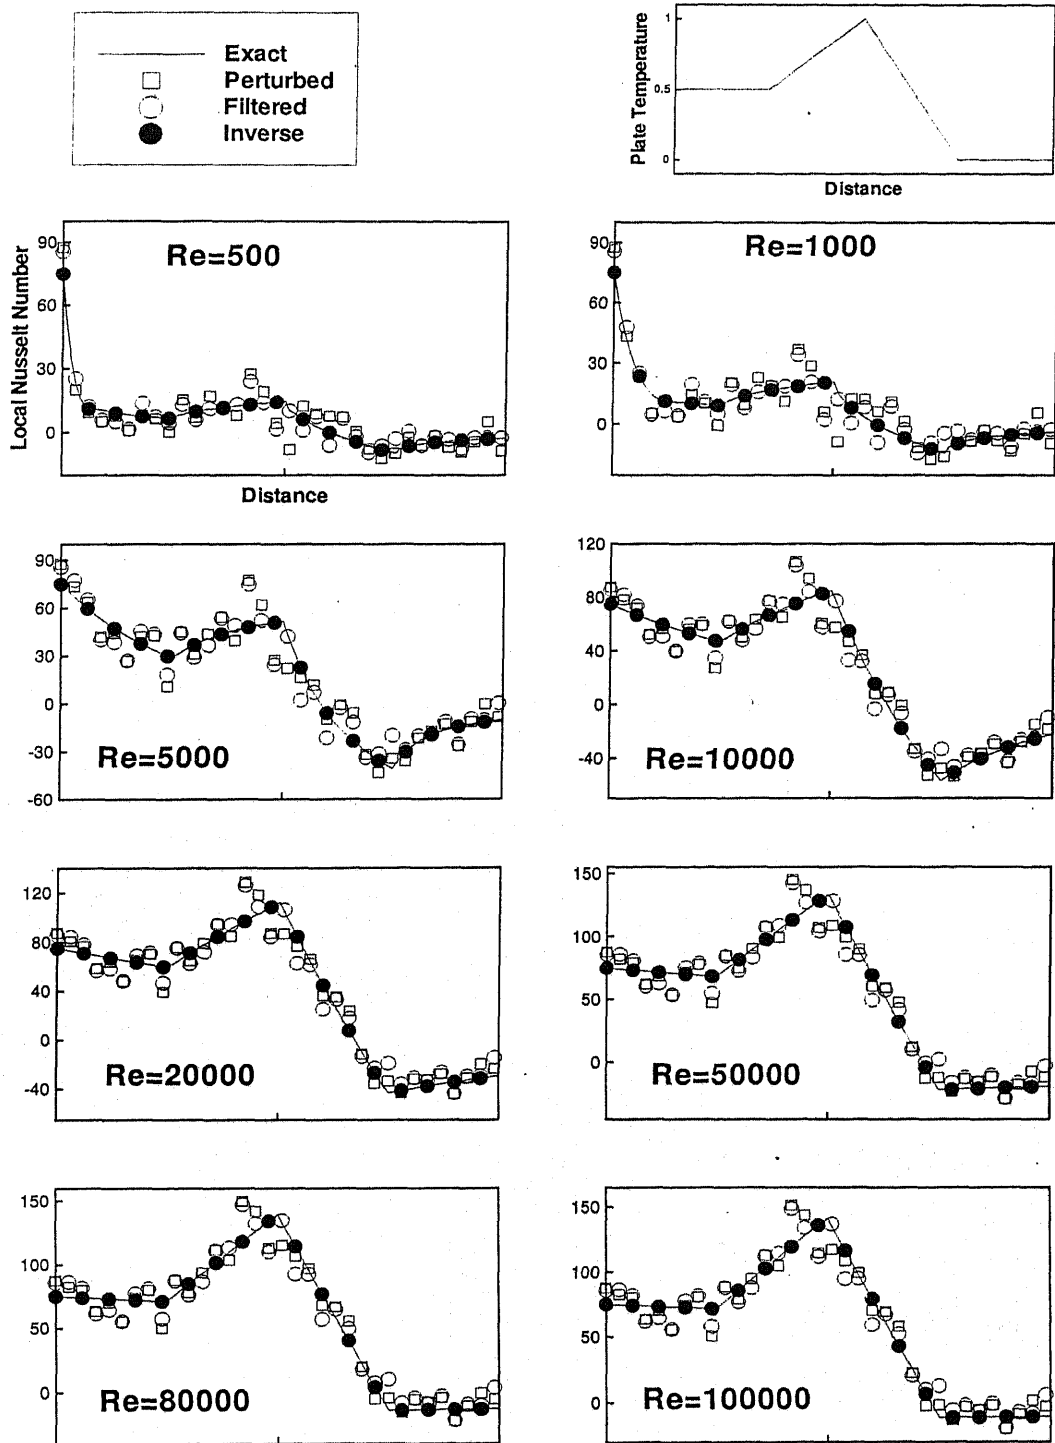 Exact
Perturbed
Filtered
Inverse
Plate Temperature
1
0.5
0
Distance
Local Nusselt Number
90
60
30
0
Re=500
Distance
90
60
30
0
Re=1000
90
60
30
0
-30
-60
Re=5000
120
80
40
0
-40
Re=10000
120
80
40
0
-40
Re=20000
150
100
50
0
Re=50000
150
100
50
0
Re=80000
150
100
50
0
Re=100000